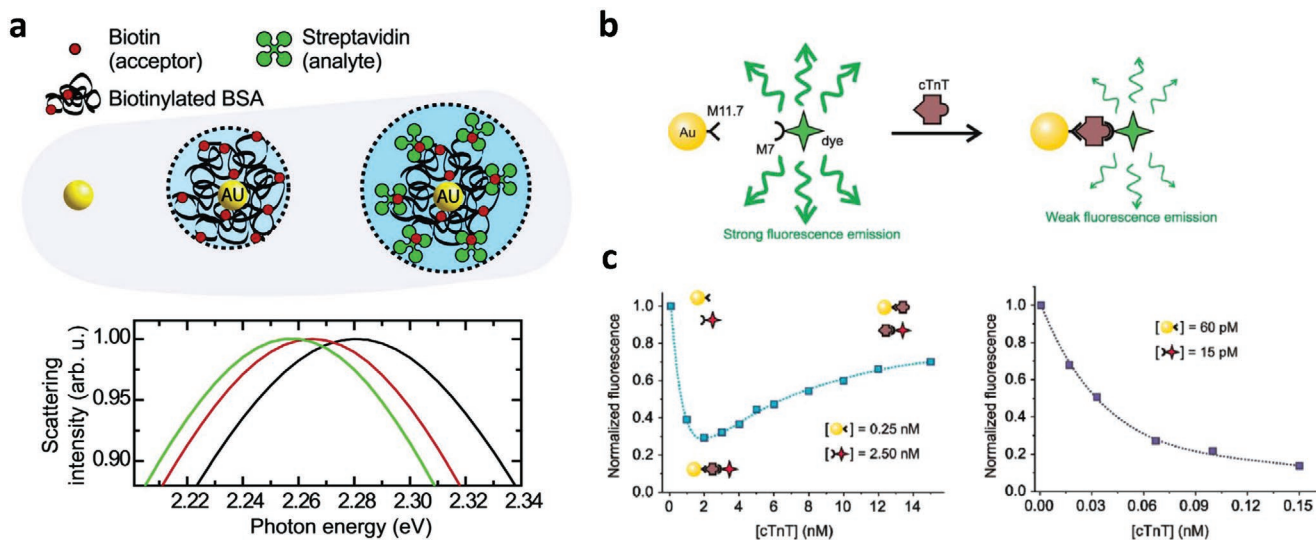 a
Biotin
(acceptor)
Streptavidin
(analyte)
Biotinylated BSA
AU
AU
Scattering
intensity (arb. u.)
1.00
0.95
0.90
2.22
2.24
2.26
2.28
2.30
2.32
2.34
Photon energy (eV)
b
Au
M11.7
M7
dye
cTnT
Strong fluorescence emission
Weak fluorescence emission
c
Normalized fluorescence
1.0
0.8
0.6
0.4
0.2
0.0
[ ] = 0.25 nM
[ ] = 2.50 nM
0
2
4
6
8
10
12
14
[cTnT] (nM)
Normalized fluorescence
1.0
0.8
0.6
0.4
0.2
0.0
[ ] = 60 pM
[ ] = 15 pM
0.00
0.03
0.06
0.09
0.12
0.15
[cTnT] (nM)